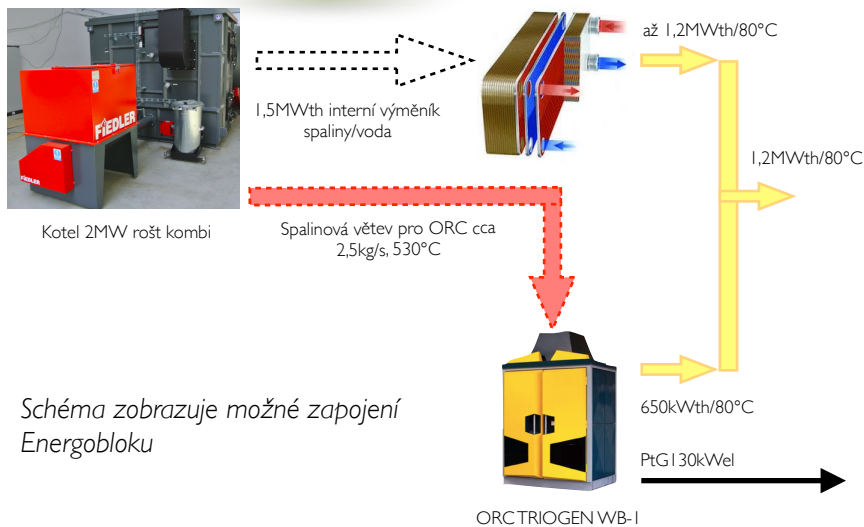 FIEDLER
FIEDLER
až 1,2MWth/80°C
1,5MWth interní výměník
spaliny/voda
1,2MWth/80°C
Kotel 2MW rošt kombi
Spalinová větev pro ORC cca
2,5kg/s, 530°C
Schéma zobrazuje možné zapojení
Energobloku
650kWth/80°C
PtG130kWel
ORC TRIOGEN WB-1